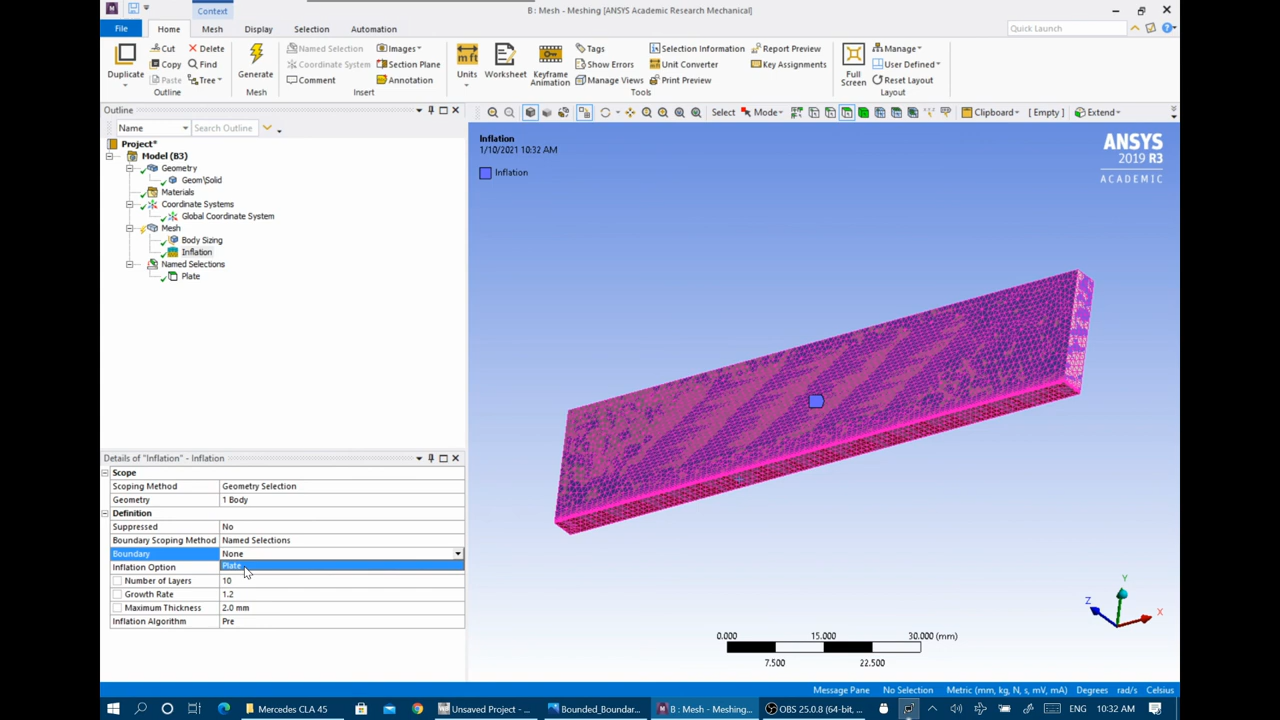 Context
B : Mesh - Meshing [ANSYS Academic Research Mechanical]
File Home Mesh Display Selection Automation
Quick Launch
Duplicate
Cut Delete
Copy Find
Paste Tree
Outline
Generate
Mesh
Named Selection Images
Coordinate System Section Plane
Comment Annotation
Insert
Units Worksheet Keyframe Animation
Tags Selection Information Report Preview
Show Errors Unit Converter Key Assignments
Manage Views Print Preview
Tools
Full Screen
Manage
User Defined
Reset Layout
Layout
Outline
Name Search Outline
Project*
Model (B3)
Geometry
Geom\Solid
Materials
Coordinate Systems
Global Coordinate System
Mesh
Body Sizing
Inflation
Named Selections
Plate
Select Mode Clipboard [ Empty ] Extend
Inflation
1/10/2021 10:32 AM
Inflation
ANSYS
2019 R3
ACADEMIC
Details of "Inflation" - Inflation
Scope
Scoping Method Geometry Selection
Geometry 1 Body
Definition
Suppressed No
Boundary Scoping Method Named Selections
Boundary None
Plate
Inflation Option
Number of Layers 10
Growth Rate 1.2
Maximum Thickness 2.0 mm
Inflation Algorithm Pre
Y
Z
X
0.000 15.000 30.000 (mm)
7.500 22.500
Message Pane No Selection Metric (mm, kg, N, s, mV, mA) Degrees rad/s Celsius
Mercedes CLA 45 Unsaved Project -... Bounded_Boundar... B : Mesh - Meshing... OBS 25.0.8 (64-bit, ... ENG 10:32 AM